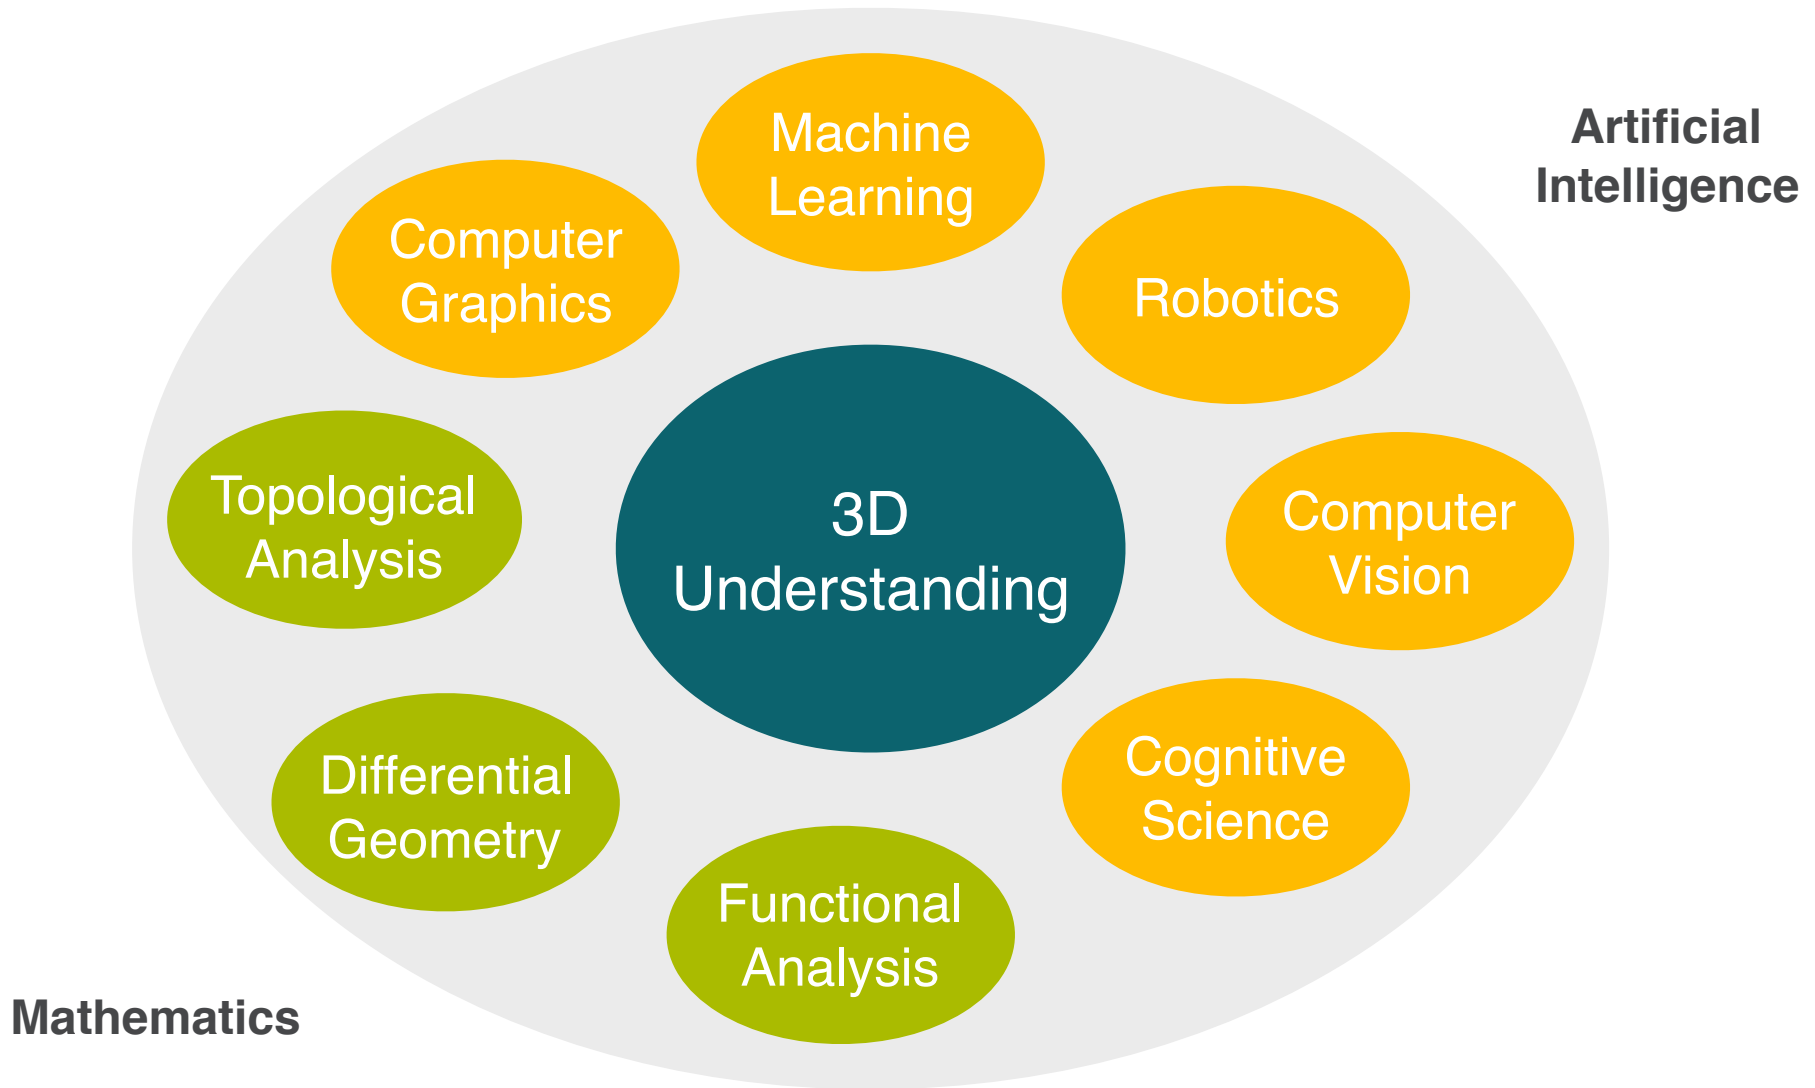 Machine
Learning
Artificial
Intelligence
Computer
Graphics
Robotics
Topological
Analysis
3D
Understanding
Computer
Vision
Differential
Geometry
Cognitive
Science
Functional
Analysis
Mathematics